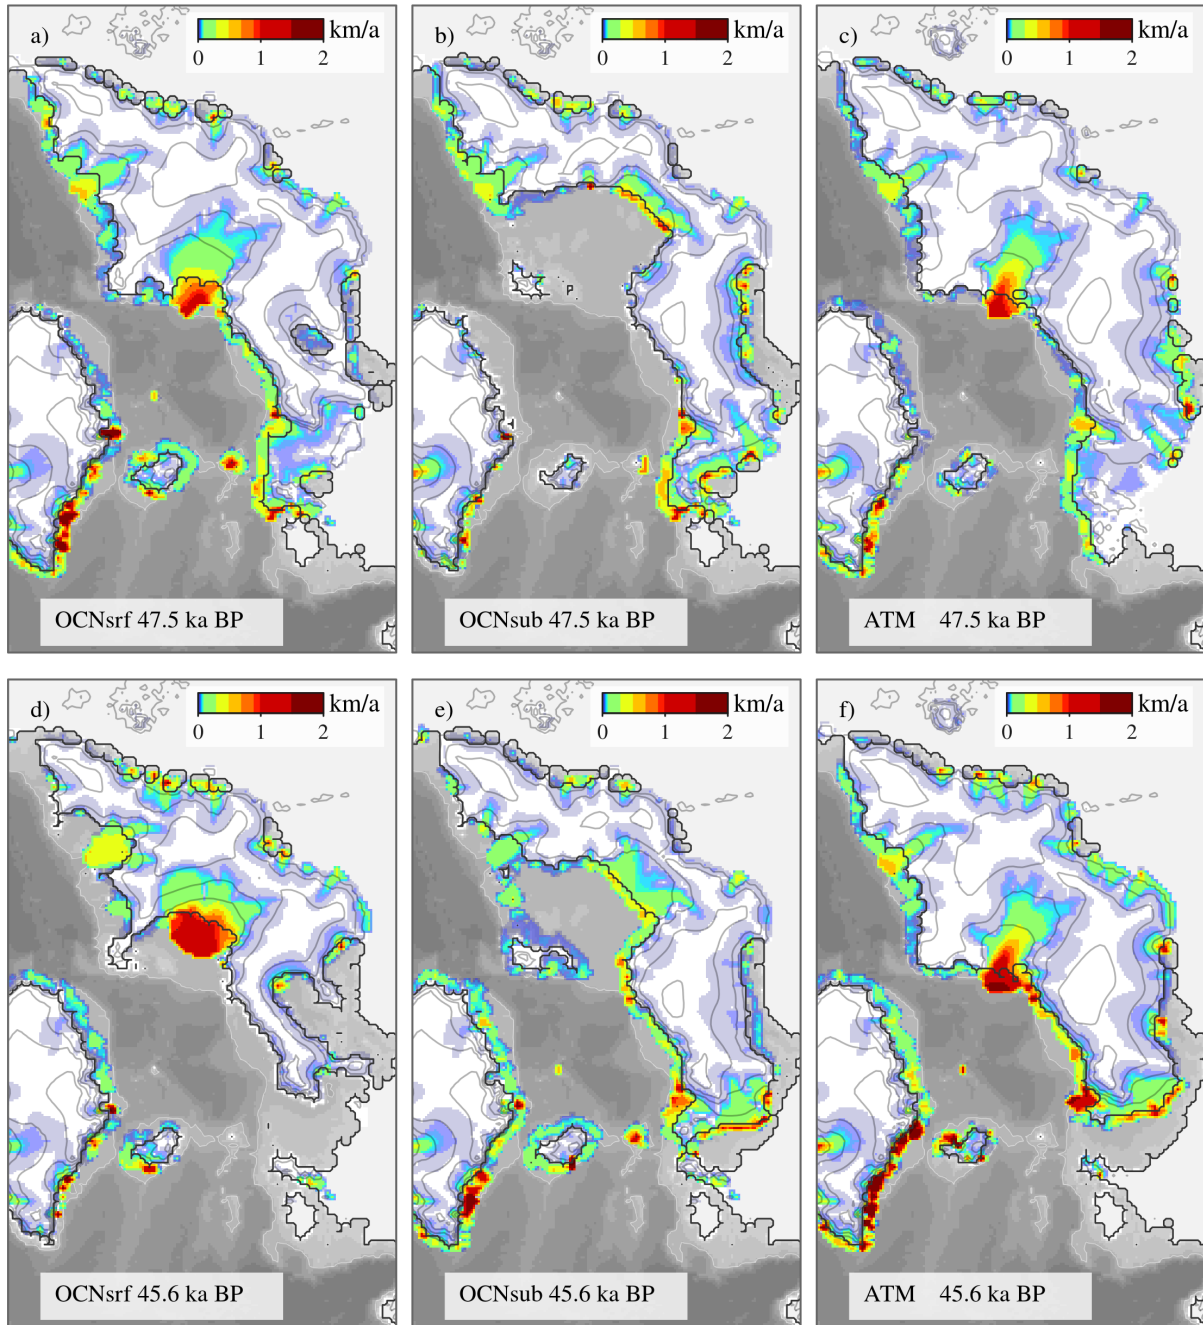 a) km/a
0 1 2
b) km/a
0 1 2
c) km/a
0 1 2
OCNsrf 47.5 ka BP
OCNsub 47.5 ka BP
ATM 47.5 ka BP
d) km/a
0 1 2
e) km/a
0 1 2
f) km/a
0 1 2
OCNsrf 45.6 ka BP
OCNsub 45.6 ka BP
ATM 45.6 ka BP